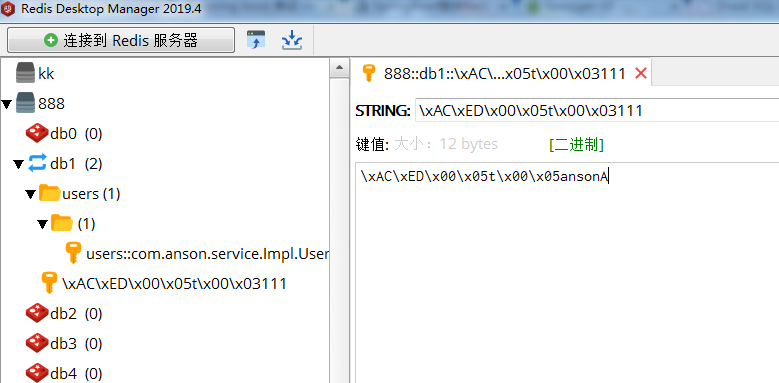 Redis Desktop Manager 2019.4
连接到 Redis 服务器
kk
888
db0 (0)
db1 (2)
users (1)
(1)
users::com.anson.service.Impl.User
\xAC\xED\x00\x05t\x00\x03111
db2 (0)
db3 (0)
db4 (0)
888::db1::\xAC\...x05t\x00\x03111
STRING: \xAC\xED\x00\x05t\x00\x03111
键值: 大小: 12 bytes [二进制]
\xAC\xED\x00\x05t\x00\x05ansonA